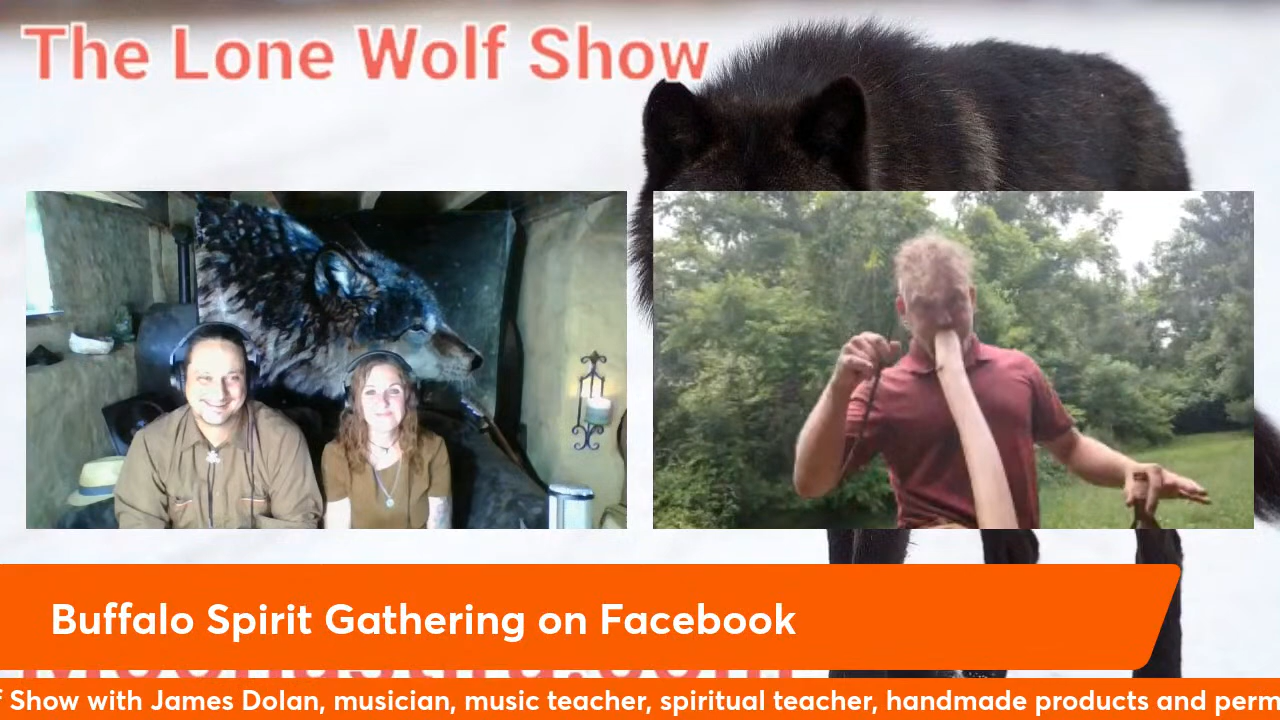 The Lone Wolf Show
Buffalo Spirit Gathering on Facebook
Show with James Dolan, musician, music teacher, spiritual teacher, handmade products and